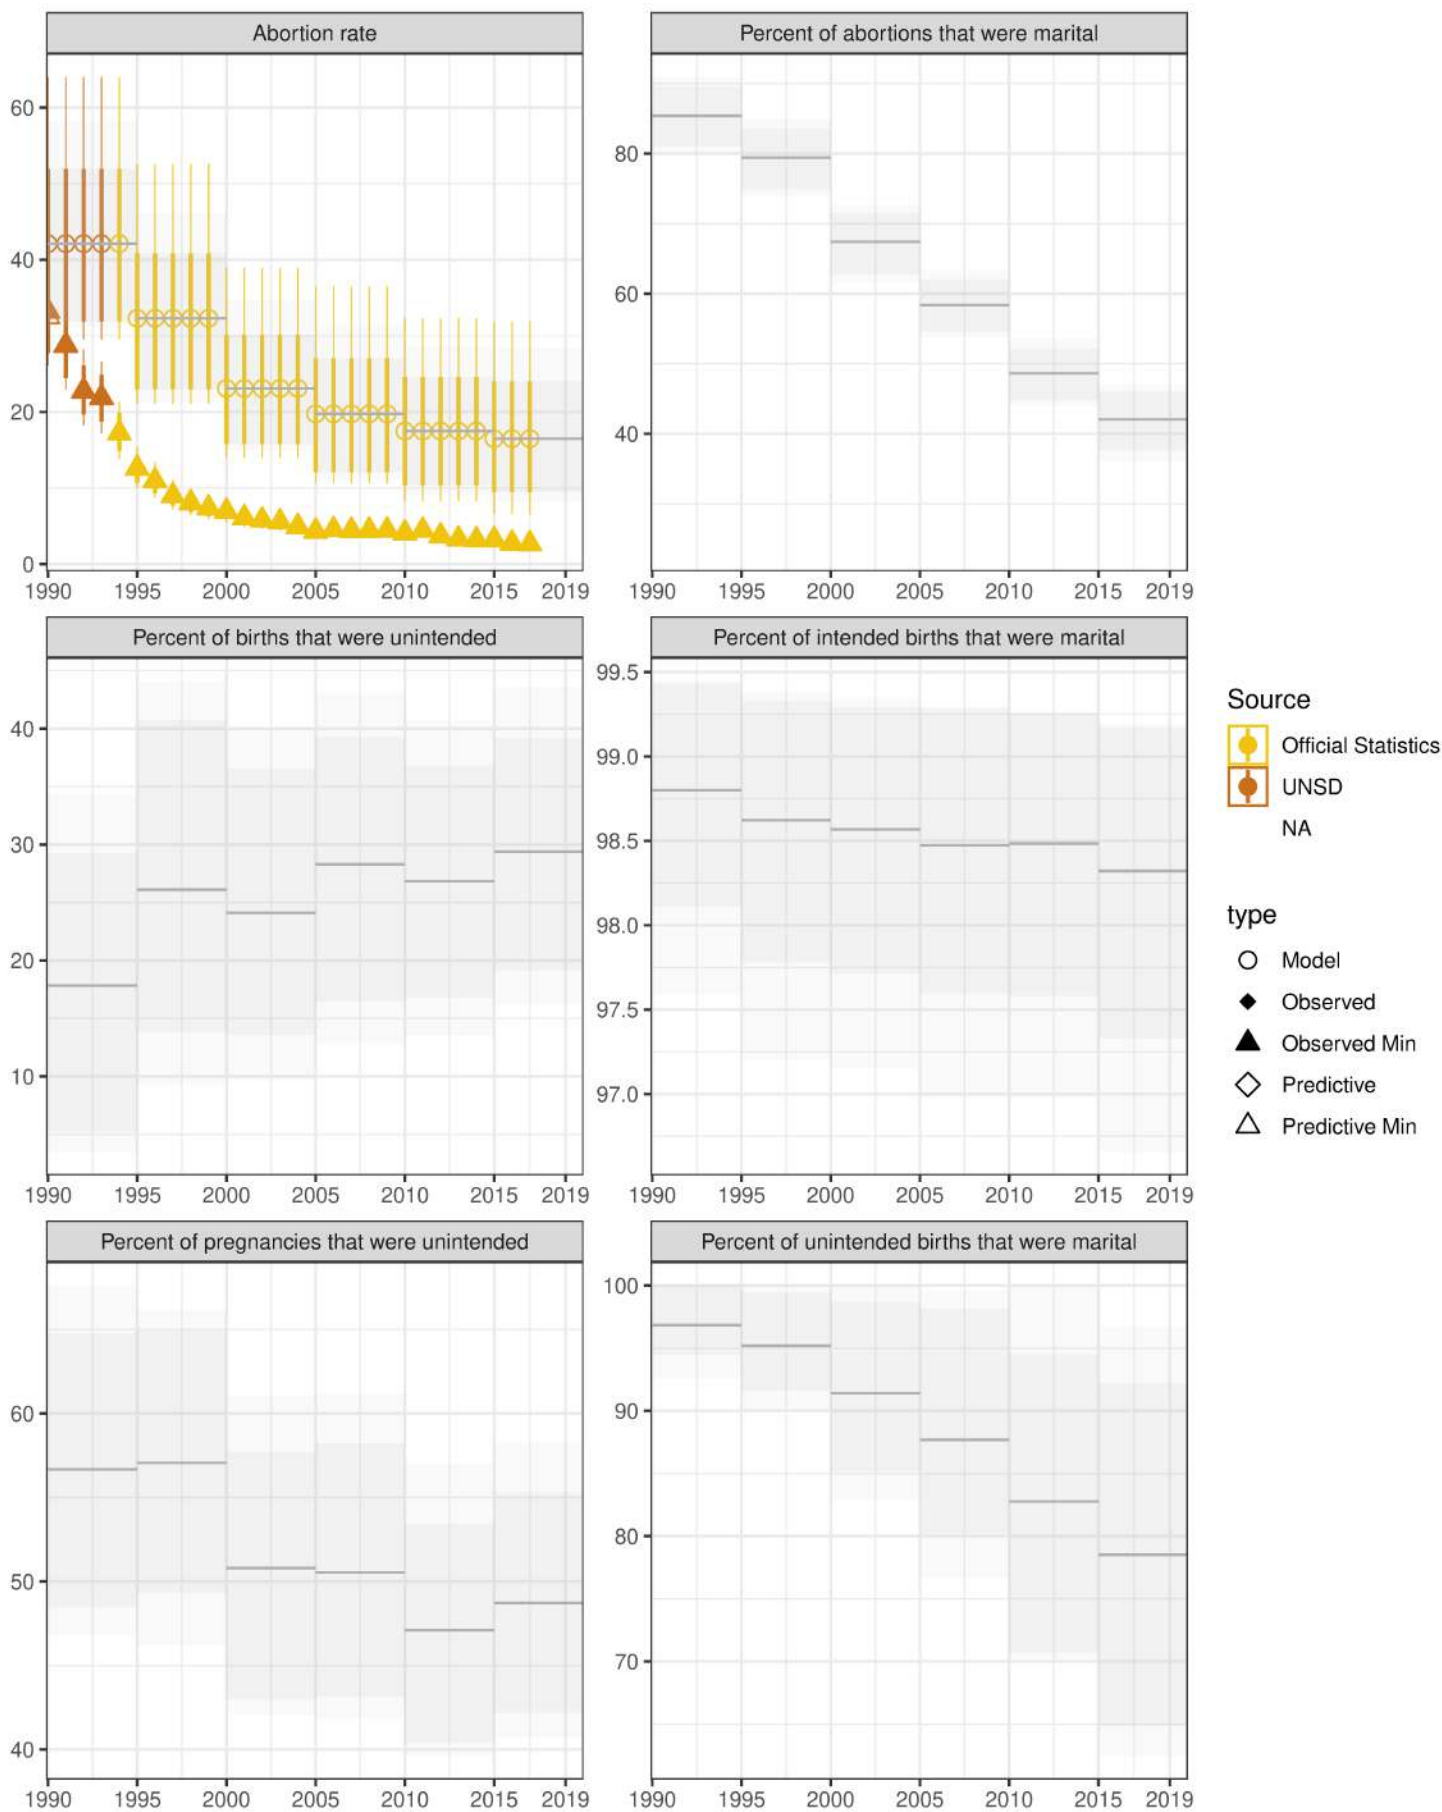 Abortion rate
Percent of abortions that were marital
60
40
20
0
80
60
40
1990 1995 2000 2005 2010 2015 2019
1990 1995 2000 2005 2010 2015 2019
Percent of births that were unintended
Percent of intended births that were marital
40
30
20
10
99.5
99.0
98.5
98.0
97.5
97.0
1990 1995 2000 2005 2010 2015 2019
1990 1995 2000 2005 2010 2015 2019
Percent of pregnancies that were unintended
Percent of unintended births that were marital
60
50
40
100
90
80
70
1990 1995 2000 2005 2010 2015 2019
1990 1995 2000 2005 2010 2015 2019
Source
Official Statistics
UNSD
NA
type
Model
Observed
Observed Min
Predictive
Predictive Min